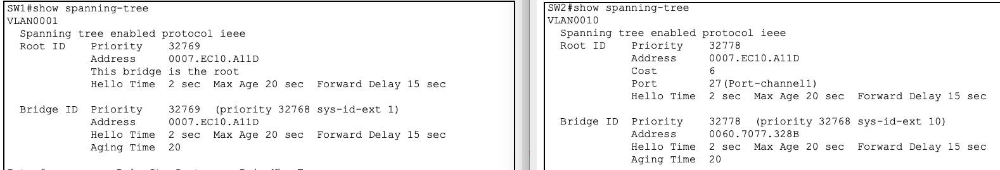 SW1#show spanning-tree
VLAN0001
Spanning tree enabled protocol ieee
Root ID Priority 32769
Address 0007.EC10.A11D
This bridge is the root
Hello Time 2 sec Max Age 20 sec Forward Delay 15 sec
Bridge ID Priority 32769 (priority 32768 sys-id-ext 1)
Address 0007.EC10.A11D
Hello Time 2 sec Max Age 20 sec Forward Delay 15 sec
Aging Time 20
SW2#show spanning-tree
VLAN0010
Spanning tree enabled protocol ieee
Root ID Priority 32778
Address 0007.EC10.A11D
Cost 6
Port 27(Port-channel1)
Hello Time 2 sec Max Age 20 sec Forward Delay 15 sec
Bridge ID Priority 32778 (priority 32768 sys-id-ext 10)
Address 0060.7077.328B
Hello Time 2 sec Max Age 20 sec Forward Delay 15 sec
Aging Time 20